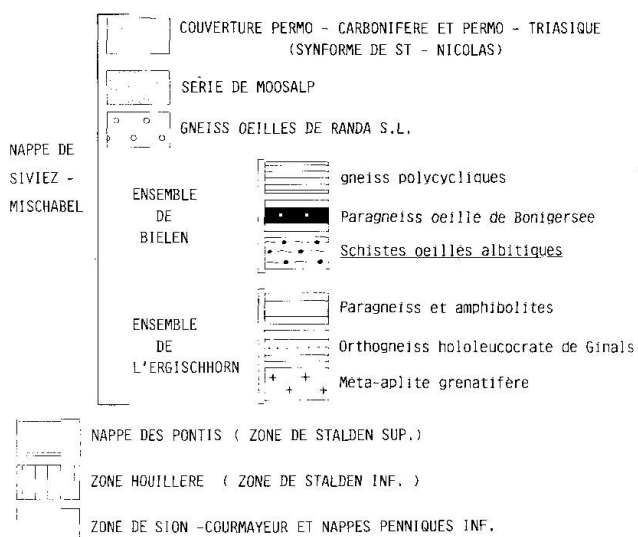 COUVERTURE PERMO - CARBONIFERE ET PERMO - TRIASIQUE
(SYNFORME DE ST - NICOLAS)
SÉRIE DE MOOSALP
GNEISS OEILLES DE RANDA S.L.
NAPPE DE
SIVIEZ -
MISCHABEL
ENSEMBLE
DE
BIELEN
gneiss polycycliques
Paragneiss oeillé de Bonigersee
Schistes oeillés albitiques
ENSEMBLE
DE
L'ERGISCHHORN
Paragneiss et amphibolites
Orthogneiss hololeucocrate de Ginals
Méta-aplite grenatifère
NAPPE DES PONTIS ( ZONE DE STALDEN SUP.)
ZONE HOUILLERE ( ZONE DE STALDEN INF. )
ZONE DE SION -COURMAYEUR ET NAPPES PENNIQUES INF.